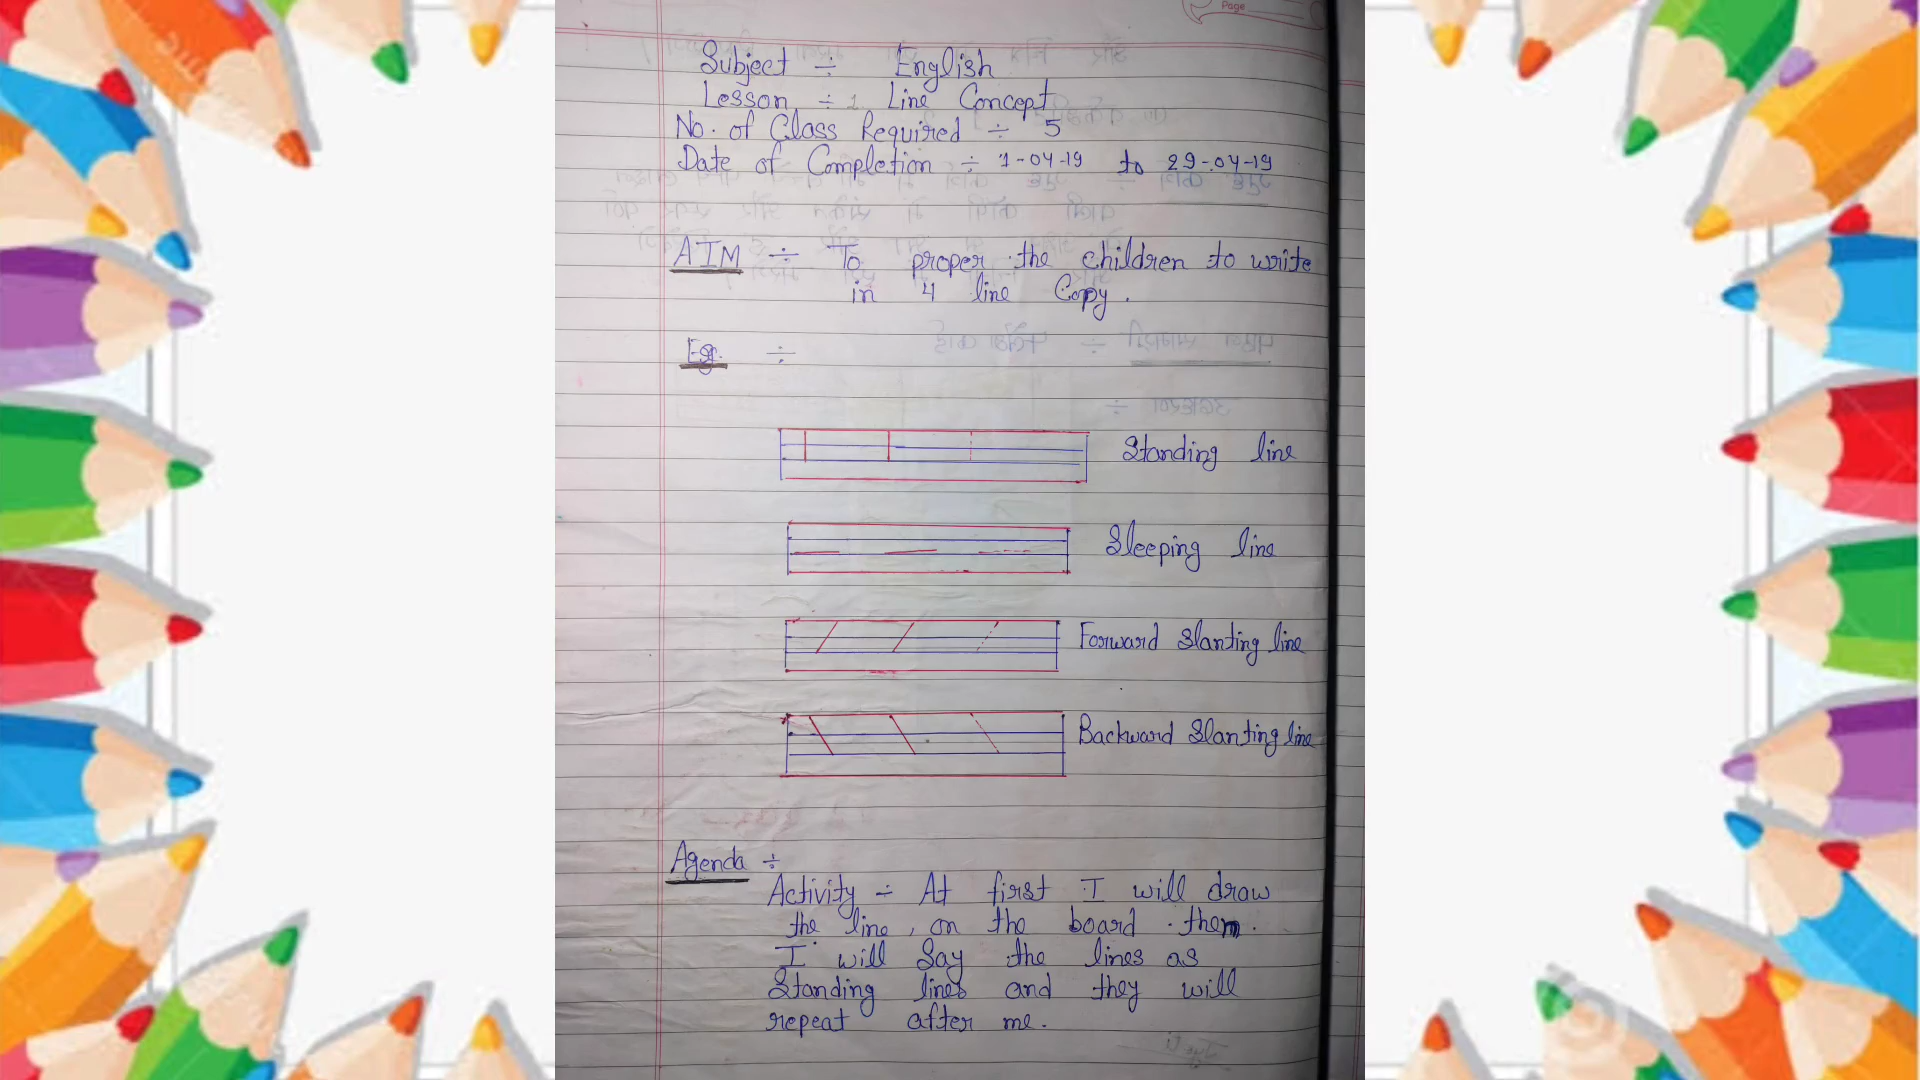 Page
Subject ÷ English
Lesson ÷ 1. Line Concept
No. of Class Required ÷ 5
Date of Completion ÷ 1-04-19 to 29-04-19
AIM ÷ To proper the children to write
in 4 line Copy.
Eg. ÷
Standing line
Sleeping line
Forward Slanting line
Backward Slanting line
Agenda ÷
Activity ÷ At first I will draw
the line, on the board . then.
I will Say the lines as
Standing lines and they will
repeat after me.